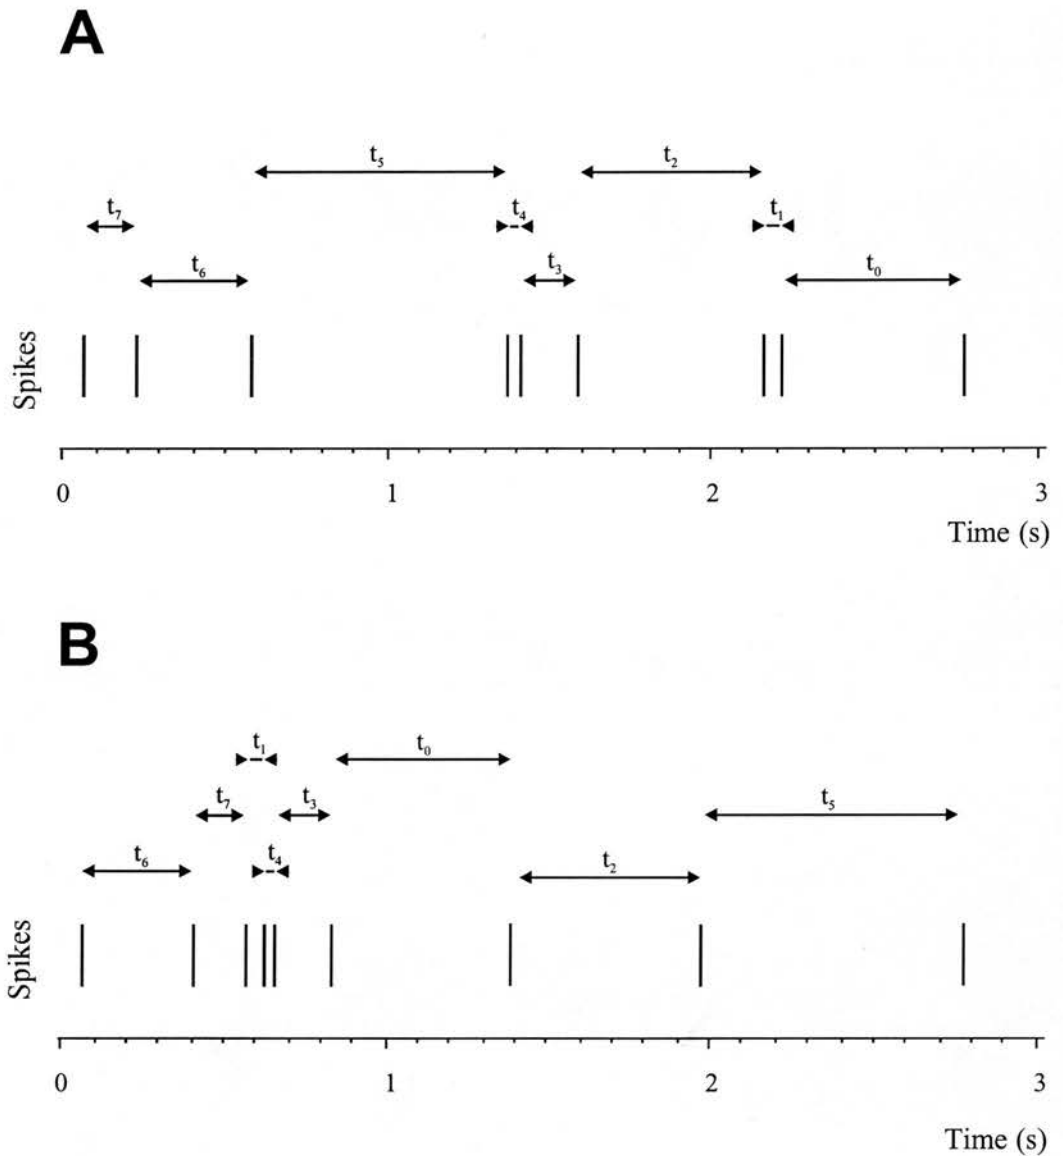 A
t₅ t₂
t₇ t₄ t₁
t₆ t₃ t₀
Spikes
0 1 2 3
Time (s)
B
t₁ t₀
t₇ t₃ t₅
t₆ t₄ t₂
Spikes
0 1 2 3
Time (s)